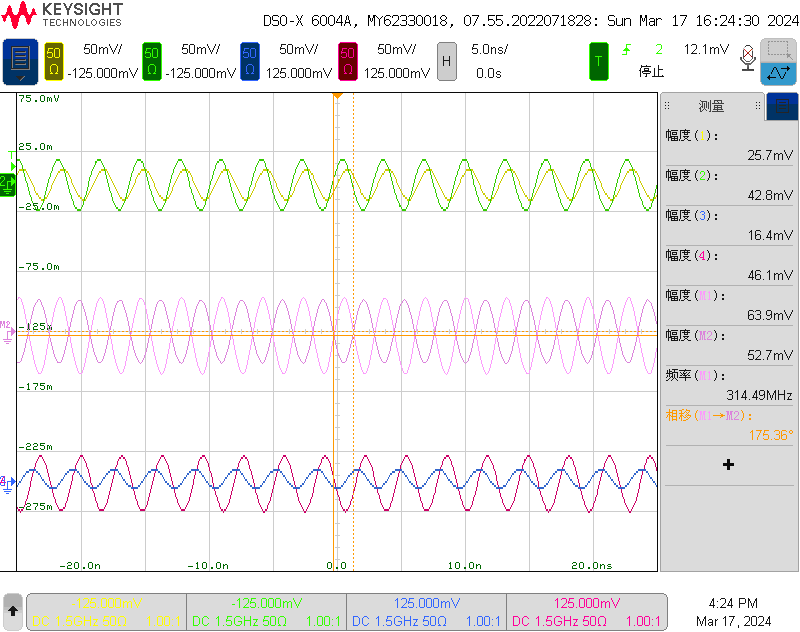 KEYSIGHT
TECHNOLOGIES
DSO-X 6004A, MY62330018, 07.55.2022071828: Sun Mar 17 16:24:30 2024
50Ω 50mV/ -125.000mV
50Ω 50mV/ -125.000mV
50Ω 50mV/ 125.000mV
50Ω 50mV/ 125.000mV
H 5.0ns/ 0.0s
T 2 12.1mV
停止
75.0mV
25.0m
-25.0m
-75.0m
-125m
-175m
-225m
-275m
T
2
M2
-20.0n
-10.0n
0.0
10.0n
20.0ns
测量
幅度(1):
25.7mV
幅度(2):
42.8mV
幅度(3):
16.4mV
幅度(4):
46.1mV
幅度(M1):
63.9mV
幅度(M2):
52.7mV
频率(M1):
314.49MHz
相移(M1→M2):
175.36°
-125.000mV
DC 1.5GHz 50Ω 1.00:1
-125.000mV
DC 1.5GHz 50Ω 1.00:1
125.000mV
DC 1.5GHz 50Ω 1.00:1
125.000mV
DC 1.5GHz 50Ω 1.00:1
4:24 PM
Mar 17, 2024